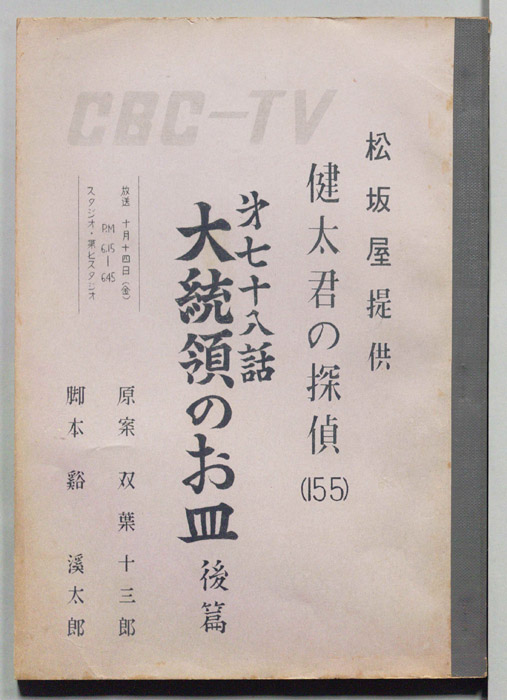 CBC-TV
松坂屋提供
健太君の探偵
(155)
才七十八話
大統領のお皿
後篇
放送 十月十四日(金)
P.M. 6.15―6.45
スタジオ・第ヒスタジオ
原案 双葉十三郎
脚本 谿 溪太郎